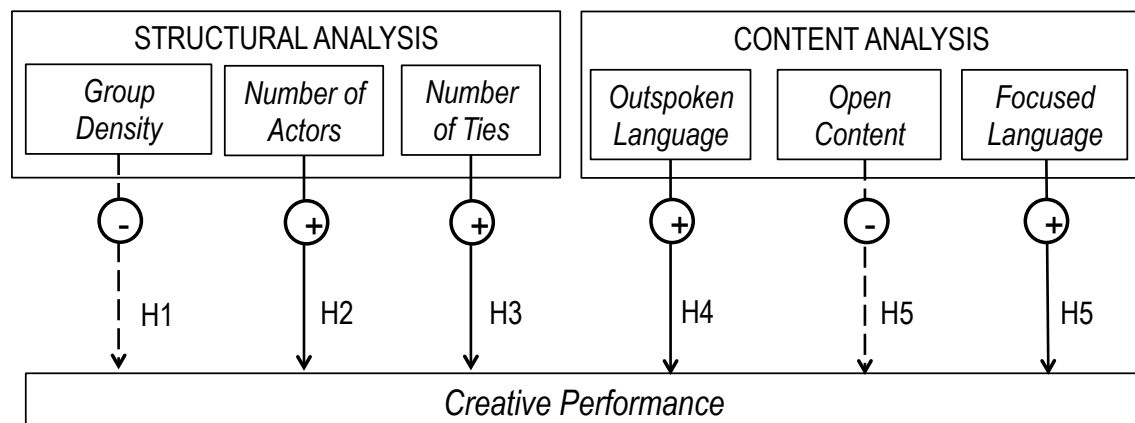 STRUCTURAL ANALYSIS
Group
Density
Number of
Actors
Number
of Ties
CONTENT ANALYSIS
Outspoken
Language
Open
Content
Focused
Language
-
+
+
+
-
+
H1
H2
H3
H4
H5
H5
Creative Performance